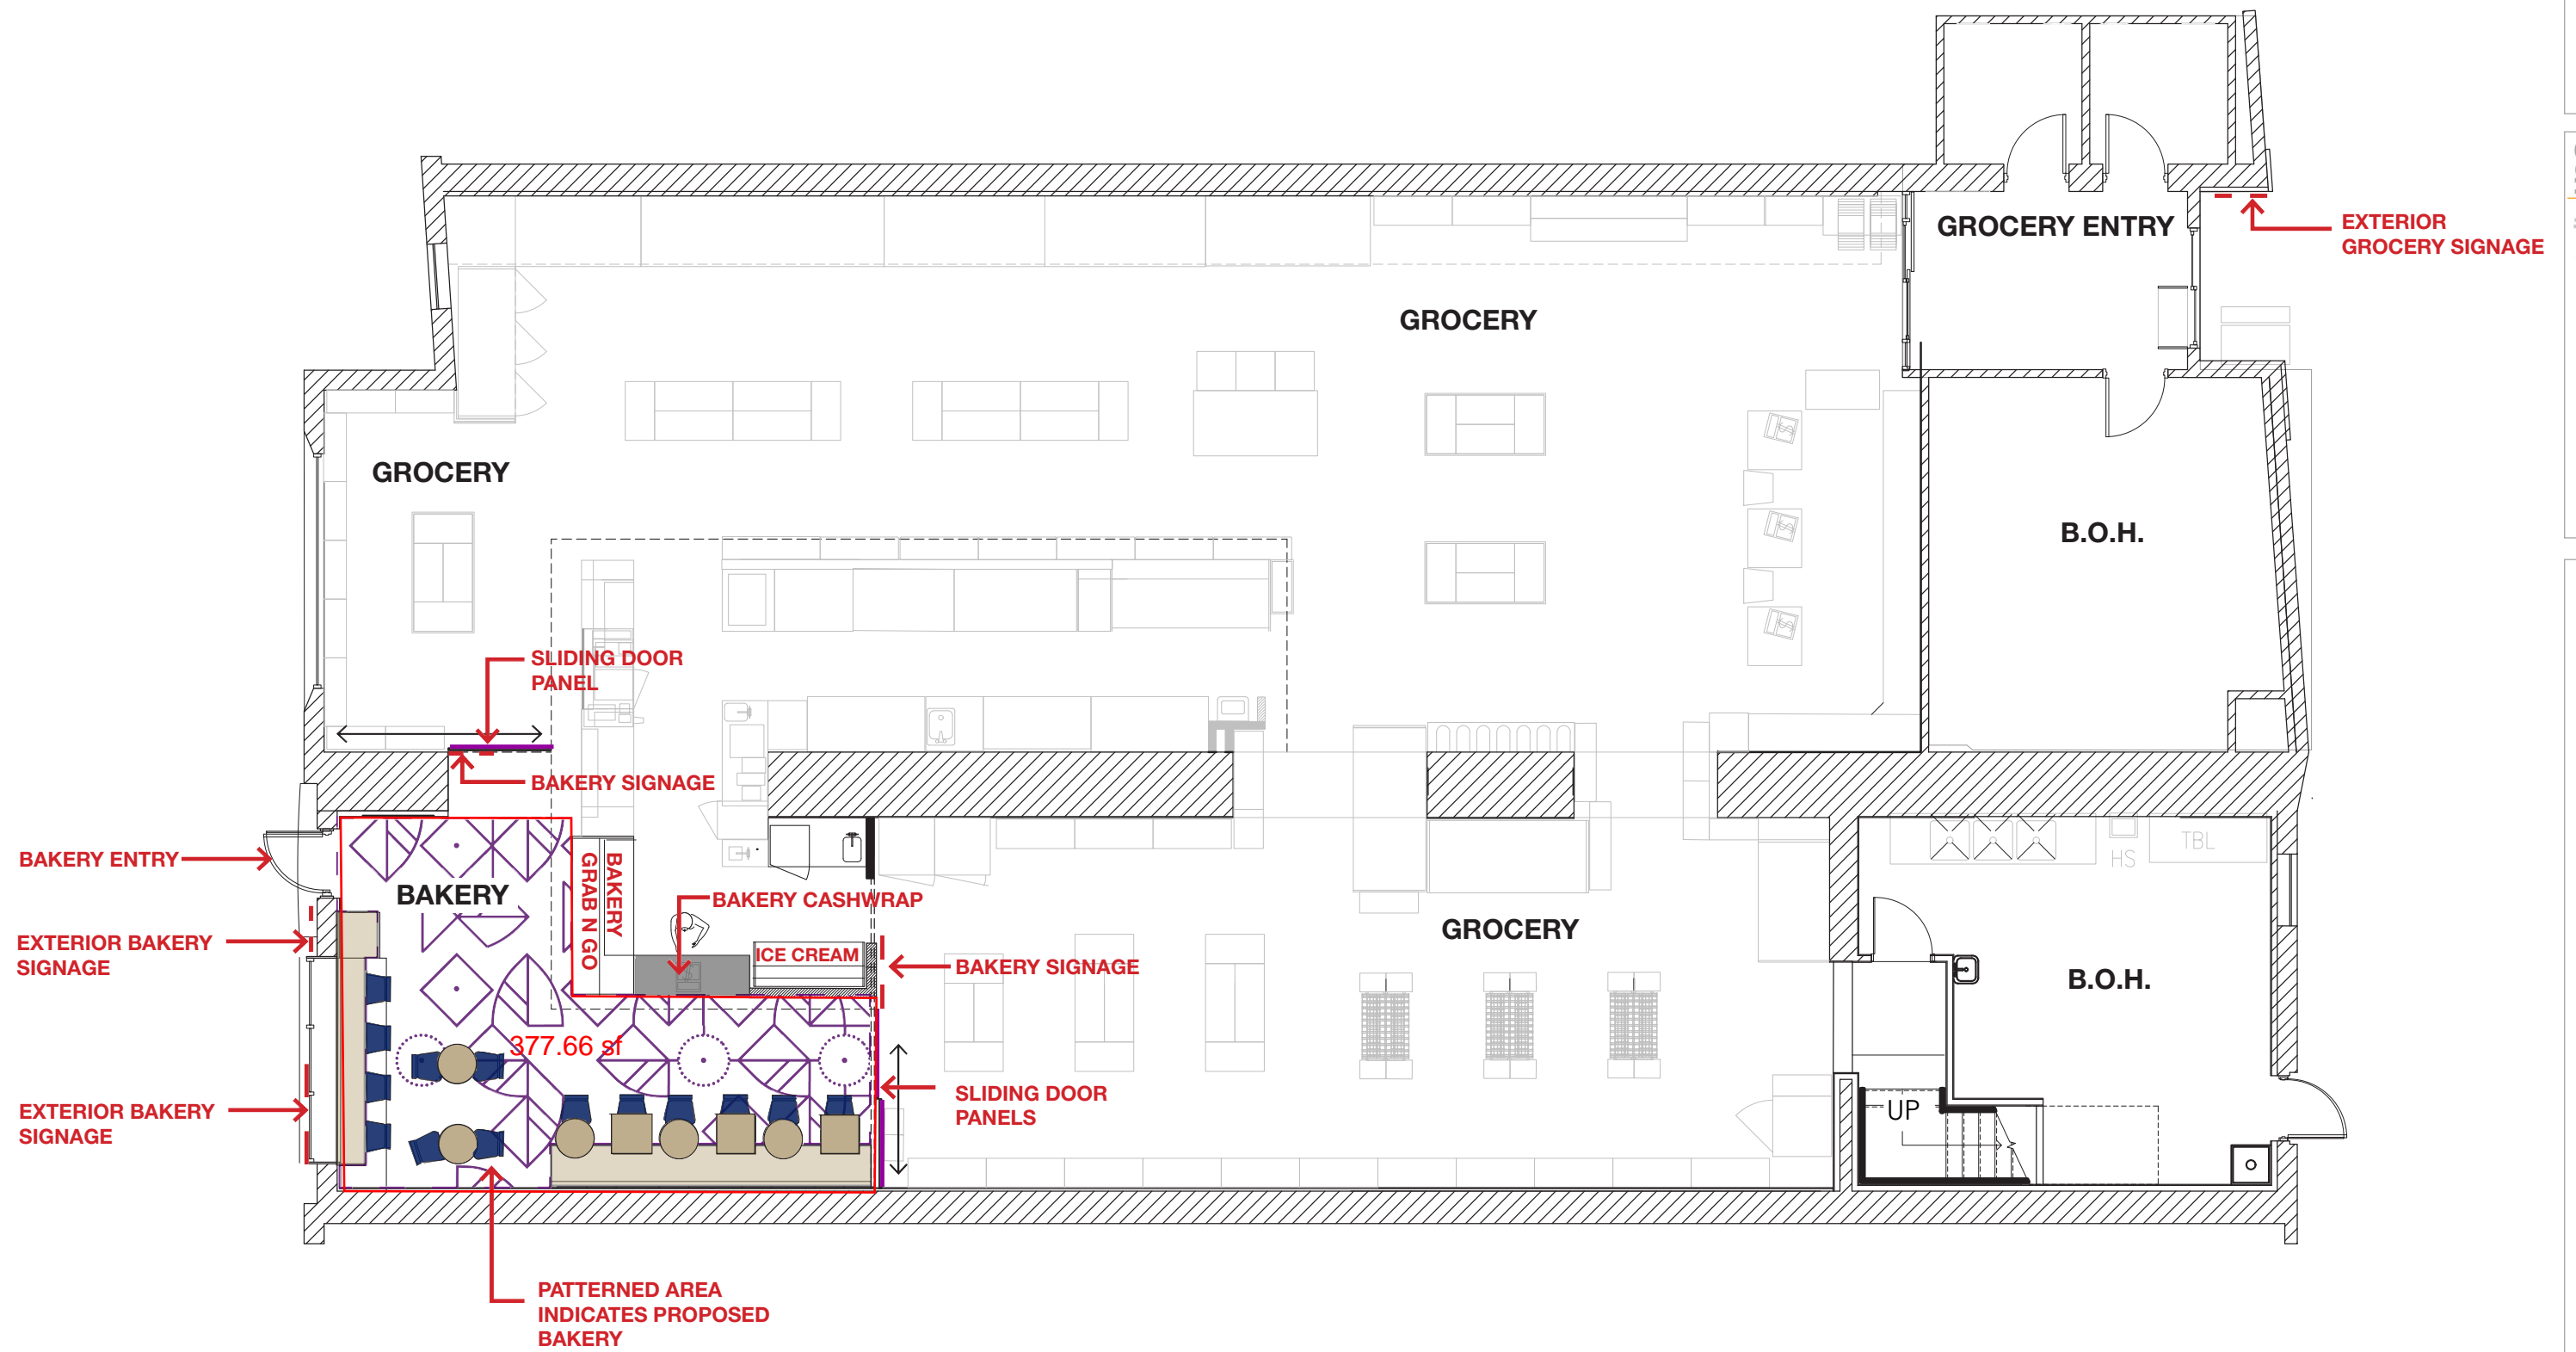 GROCERY ENTRY
EXTERIOR
GROCERY SIGNAGE
GROCERY
GROCERY
B.O.H.
SLIDING DOOR
PANEL
BAKERY SIGNAGE
BAKERY ENTRY
BAKERY
BAKERY
GRAB N GO
BAKERY CASHWRAP
ICE CREAM
BAKERY SIGNAGE
GROCERY
HS
TBL
B.O.H.
EXTERIOR BAKERY
SIGNAGE
377.66 sf
SLIDING DOOR
PANELS
UP
EXTERIOR BAKERY
SIGNAGE
PATTERNED AREA
INDICATES PROPOSED
BAKERY